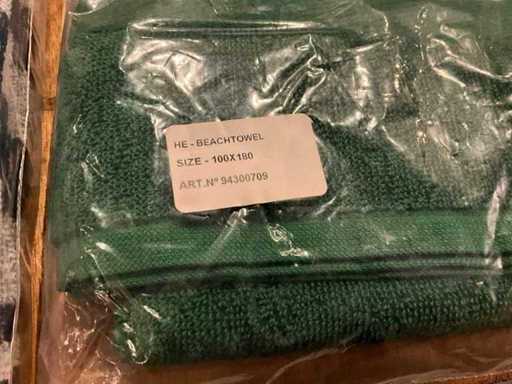 HE - BEACHTOWEL
SIZE - 100X180
ART.Nº 94300709